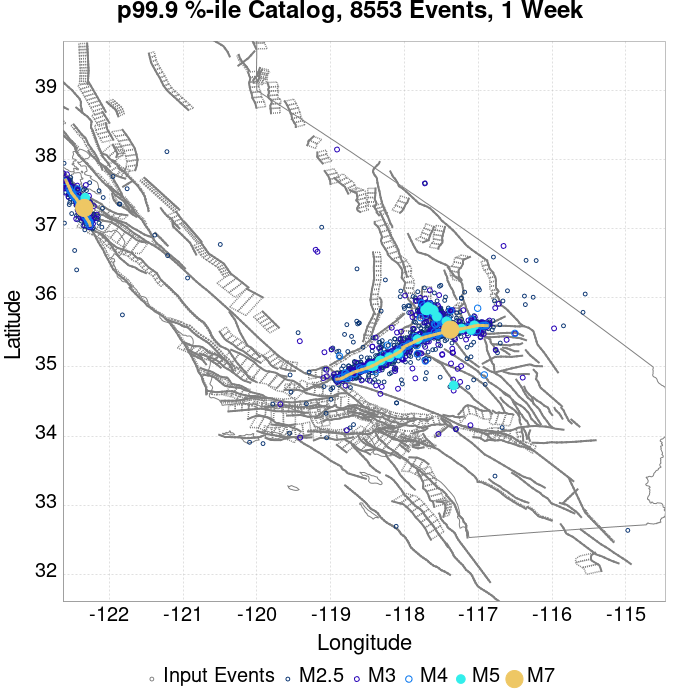 p99.9 %-ile Catalog, 8553 Events, 1 Week
39
38
37
36
35
34
33
32
Latitude
-122 -121 -120 -119 -118 -117 -116 -115
Longitude
Input Events M2.5 M3 M4 M5 M7